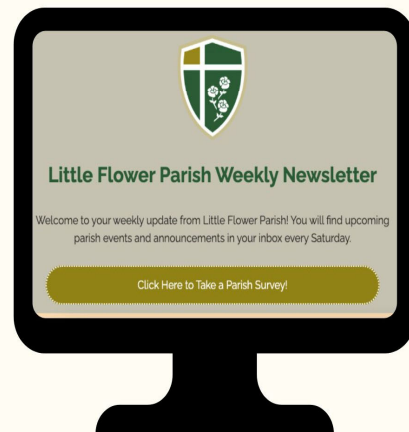 Little Flower Parish Weekly Newsletter
Welcome to your weekly update from Little Flower Parish! You will find upcoming
parish events and announcements in your inbox every Saturday.
Click Here to Take a Parish Survey!